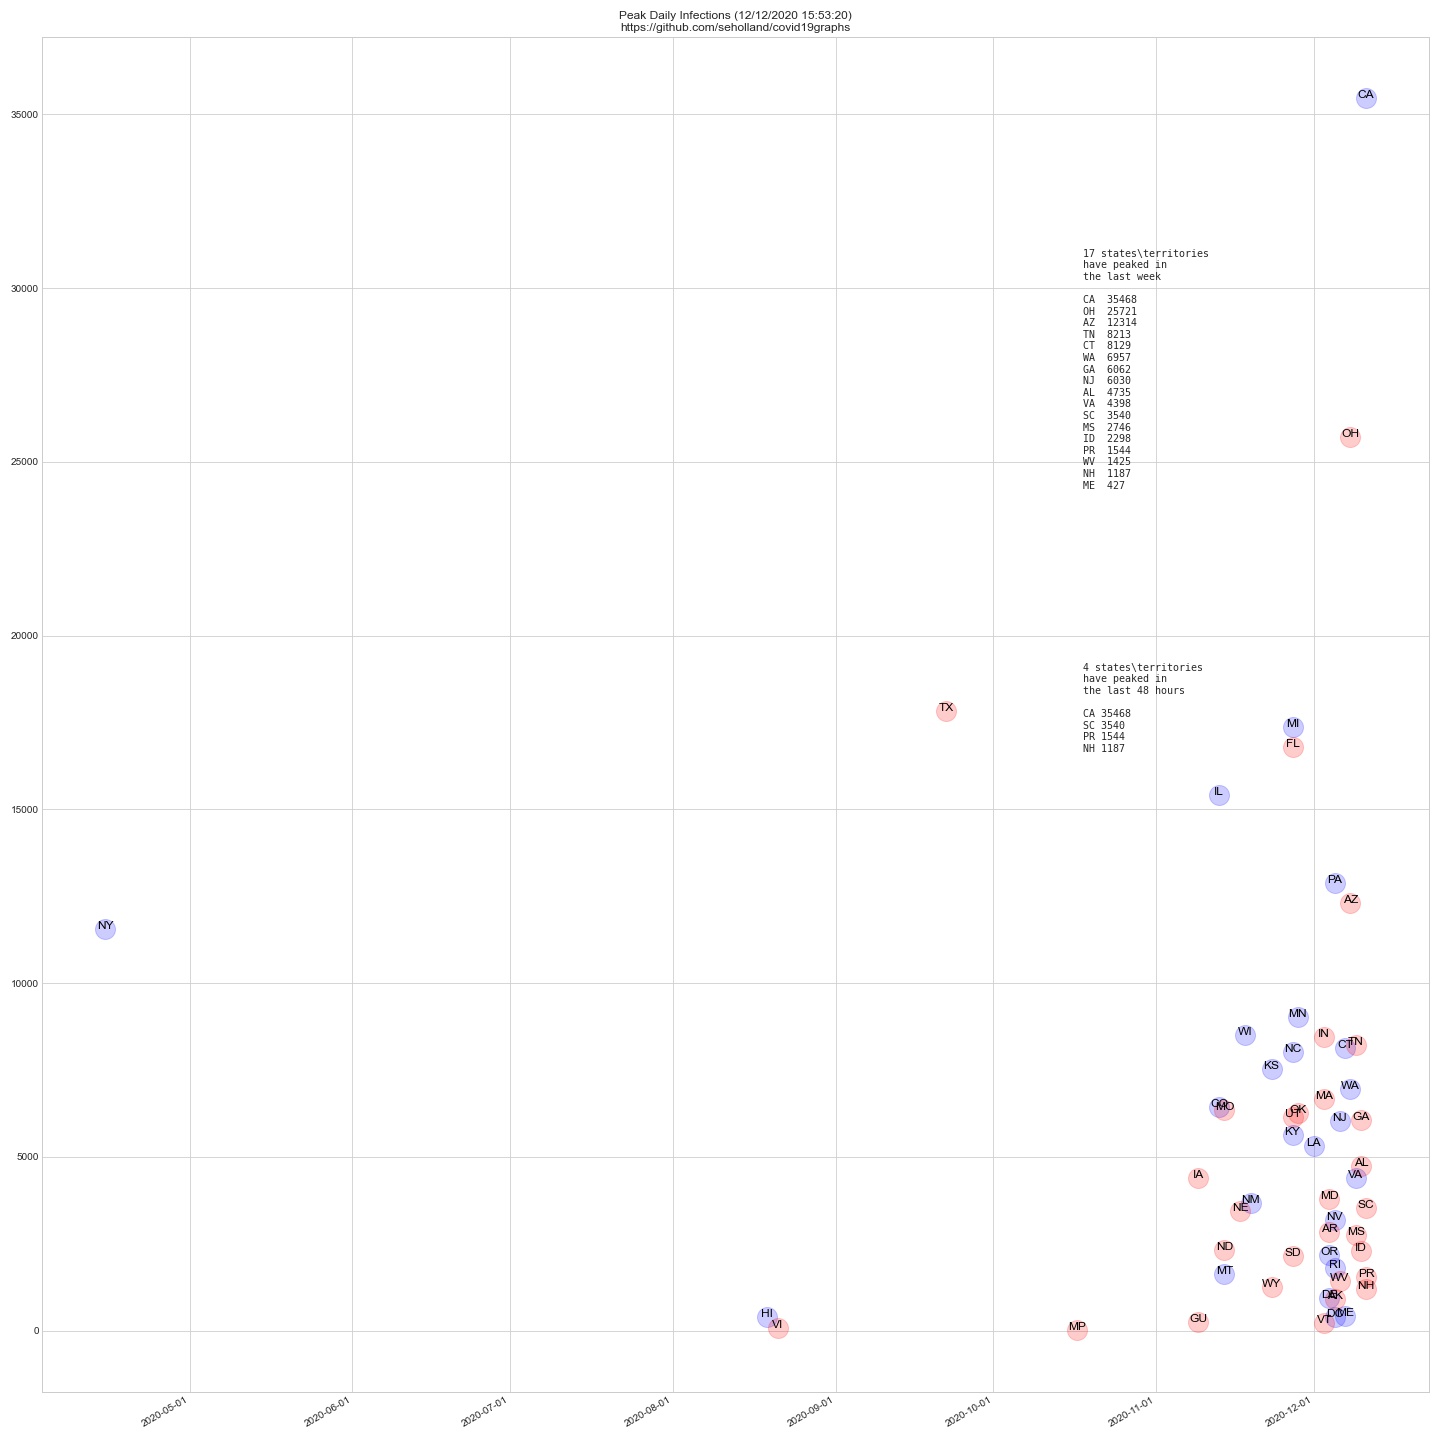 Peak Daily Infections (12/12/2020 15:53:20)
https://github.com/seholland/covid19graphs
35000
30000
25000
20000
15000
10000
5000
0
CA
17 states\territories
have peaked in
the last week
CA 35468
OH 25721
AZ 12314
TN 8213
CT 8129
WA 6957
GA 6062
NJ 6030
AL 4735
VA 4398
SC 3540
MS 2746
ID 2298
PR 1544
WV 1425
NH 1187
ME 427
OH
4 states\territories
have peaked in
the last 48 hours
CA 35468
SC 3540
PR 1544
NH 1187
TX
MI
FL
IL
PA
AZ
NY
MN
WI
IN
CT
TN
NC
KS
WA
MA
CO
MO
OK
UT
NJ
GA
KY
LA
AL
IA
VA
MD
NM
NE
SC
NV
AR
MS
ND
SD
OR
ID
MT
RI
PR
WY
WV
NH
DE
AK
HI
VI
MP
GU
VT
DC
ME
2020-05-01
2020-06-01
2020-07-01
2020-08-01
2020-09-01
2020-10-01
2020-11-01
2020-12-01